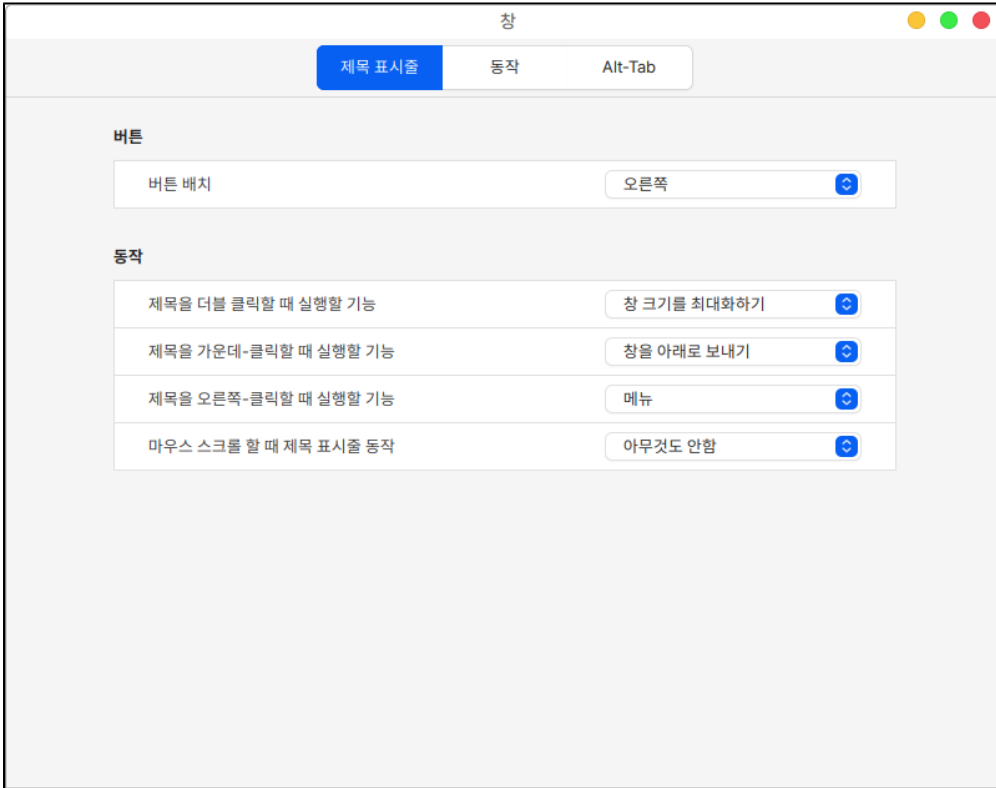 창
제목 표시줄 동작 Alt-Tab
버튼
버튼 배치 오른쪽
동작
제목을 더블 클릭할 때 실행할 기능 창 크기를 최대화하기
제목을 가운데-클릭할 때 실행할 기능 창을 아래로 보내기
제목을 오른쪽-클릭할 때 실행할 기능 메뉴
마우스 스크롤 할 때 제목 표시줄 동작 아무것도 안함